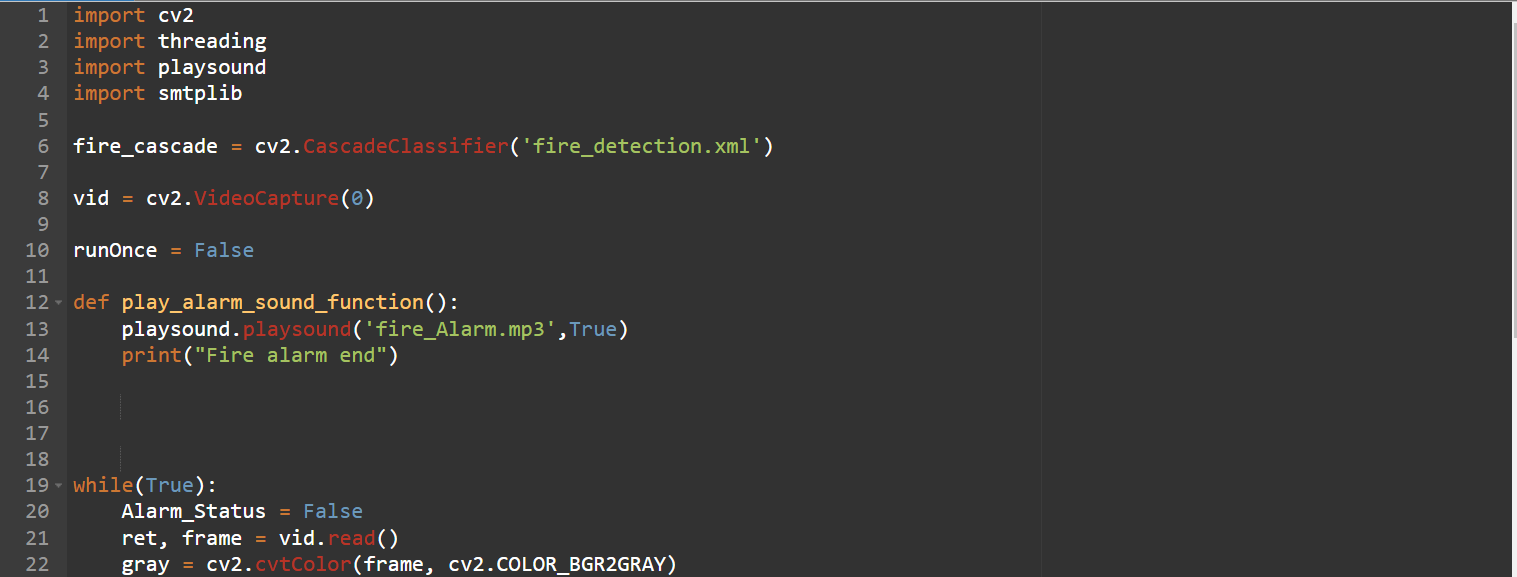 1 import cv2
2 import threading
3 import playsound
4 import smtplib
5
6 fire_cascade = cv2.CascadeClassifier('fire_detection.xml')
7
8 vid = cv2.VideoCapture(0)
9
10 runOnce = False
11
12 def play_alarm_sound_function():
13     playsound.playsound('fire_Alarm.mp3',True)
14     print("Fire alarm end")
15
16
17
18
19 while(True):
20     Alarm_Status = False
21     ret, frame = vid.read()
22     gray = cv2.cvtColor(frame, cv2.COLOR_BGR2GRAY)